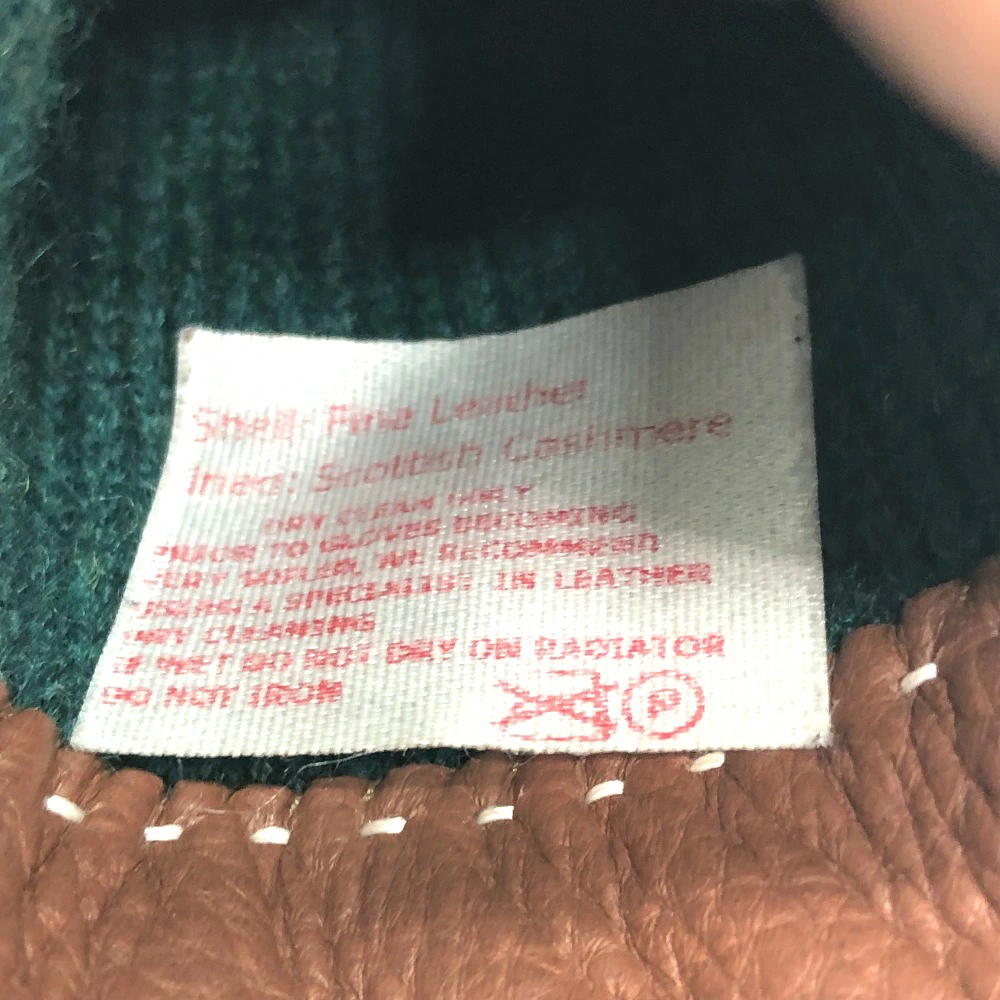 Shell: Fine Leather
ined: Scottish Cashmere
DRY CLEAN ONLY
PRIOR TO GLOVES BECOMING
VERY SOILED, WE RECOMMEND
USING A SPECIALIST IN LEATHER
DRY CLEANING
IF WET DO NOT DRY ON RADIATOR
DO NOT IRON